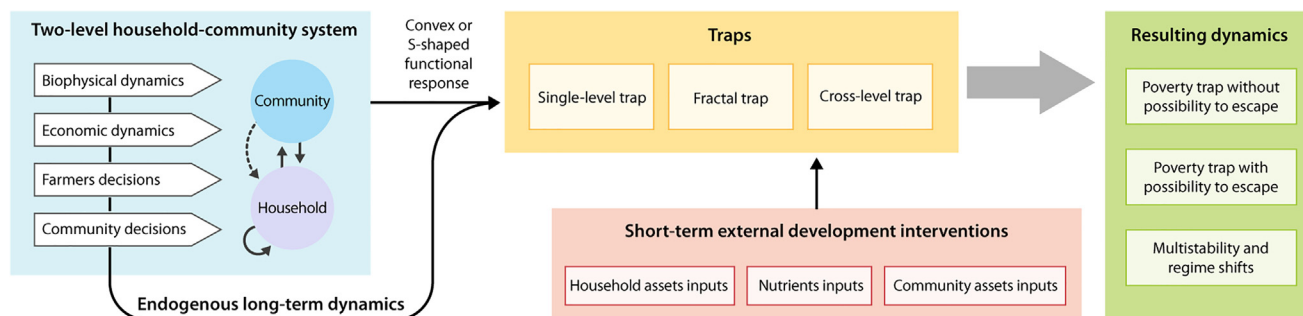 Two-level household-community system
Biophysical dynamics
Economic dynamics
Farmers decisions
Community decisions
Community
Household
Endogenous long-term dynamics
Convex or
S-shaped
functional
response
Traps
Single-level trap
Fractal trap
Cross-level trap
Short-term external development interventions
Household assets inputs
Nutrients inputs
Community assets inputs
Resulting dynamics
Poverty trap without
possibility to escape
Poverty trap with
possibility to escape
Multistability and
regime shifts